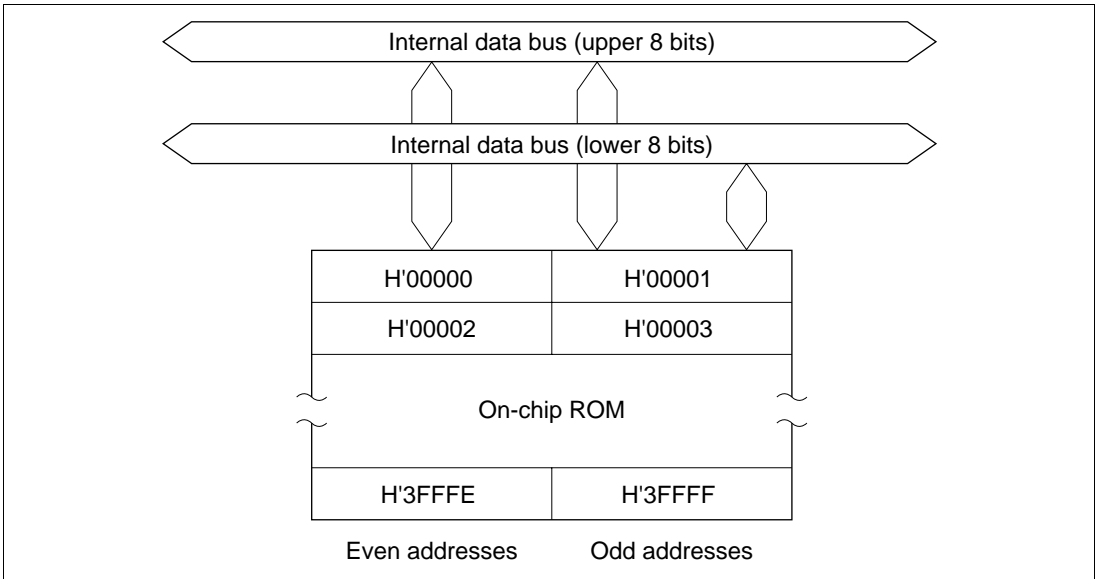 Internal data bus (upper 8 bits)
Internal data bus (lower 8 bits)
H'00000 H'00001
H'00002 H'00003
On-chip ROM
H'3FFFE H'3FFFF
Even addresses Odd addresses